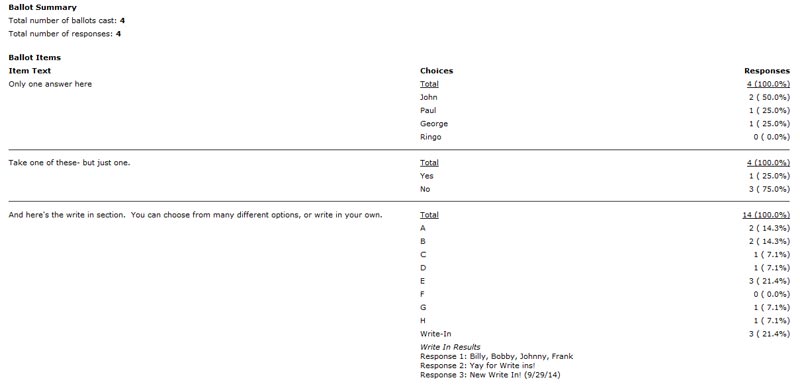 Ballot Summary
Total number of ballots cast: 4
Total number of responses: 4
Ballot Items
Item Text Choices Responses
Only one answer here Total 4 (100.0%)
John 2 ( 50.0%)
Paul 1 ( 25.0%)
George 1 ( 25.0%)
Ringo 0 ( 0.0%)
Take one of these- but just one. Total 4 (100.0%)
Yes 1 ( 25.0%)
No 3 ( 75.0%)
And here's the write in section.  You can choose from many different options, or write in your own. Total 14 (100.0%)
A 2 ( 14.3%)
B 2 ( 14.3%)
C 1 ( 7.1%)
D 1 ( 7.1%)
E 3 ( 21.4%)
F 0 ( 0.0%)
G 1 ( 7.1%)
H 1 ( 7.1%)
Write-In 3 ( 21.4%)
Write In Results
Response 1: Billy, Bobby, Johnny, Frank
Response 2: Yay for Write ins!
Response 3: New Write In! (9/29/14)